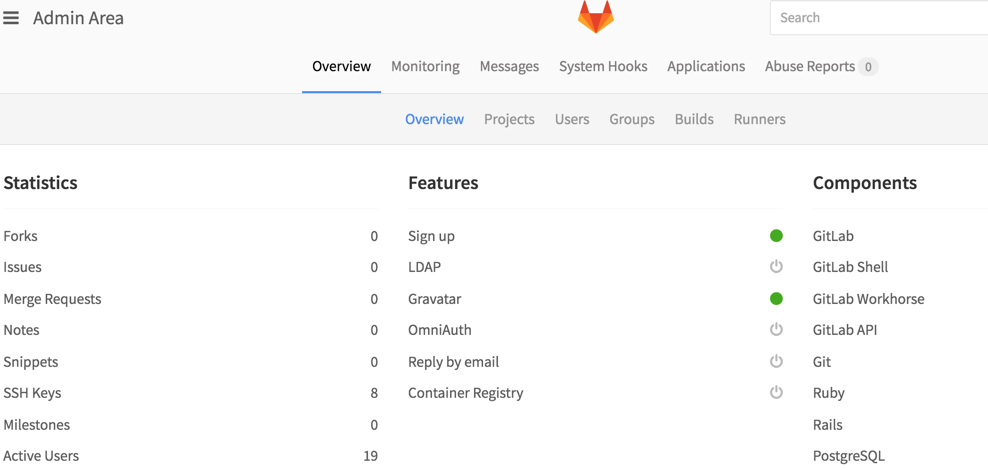 Admin Area
Search
Overview Monitoring Messages System Hooks Applications Abuse Reports 0
Overview Projects Users Groups Builds Runners
Statistics Features Components
Forks 0 Sign up GitLab
Issues 0 LDAP GitLab Shell
Merge Requests 0 Gravatar GitLab Workhorse
Notes 0 OmniAuth GitLab API
Snippets 0 Reply by email Git
SSH Keys 8 Container Registry Ruby
Milestones 0 Rails
Active Users 19 PostgreSQL